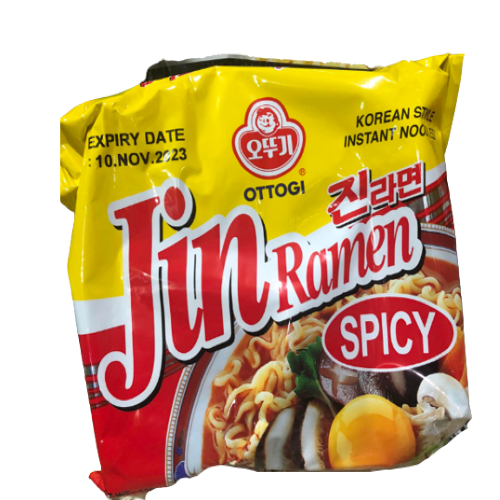 EXPIRY DATE
: 10.NOV.2023
오뚜기
®
OTTOGI
KOREAN STYLE
INSTANT NOODLES
진라면
Jin Ramen
SPICY